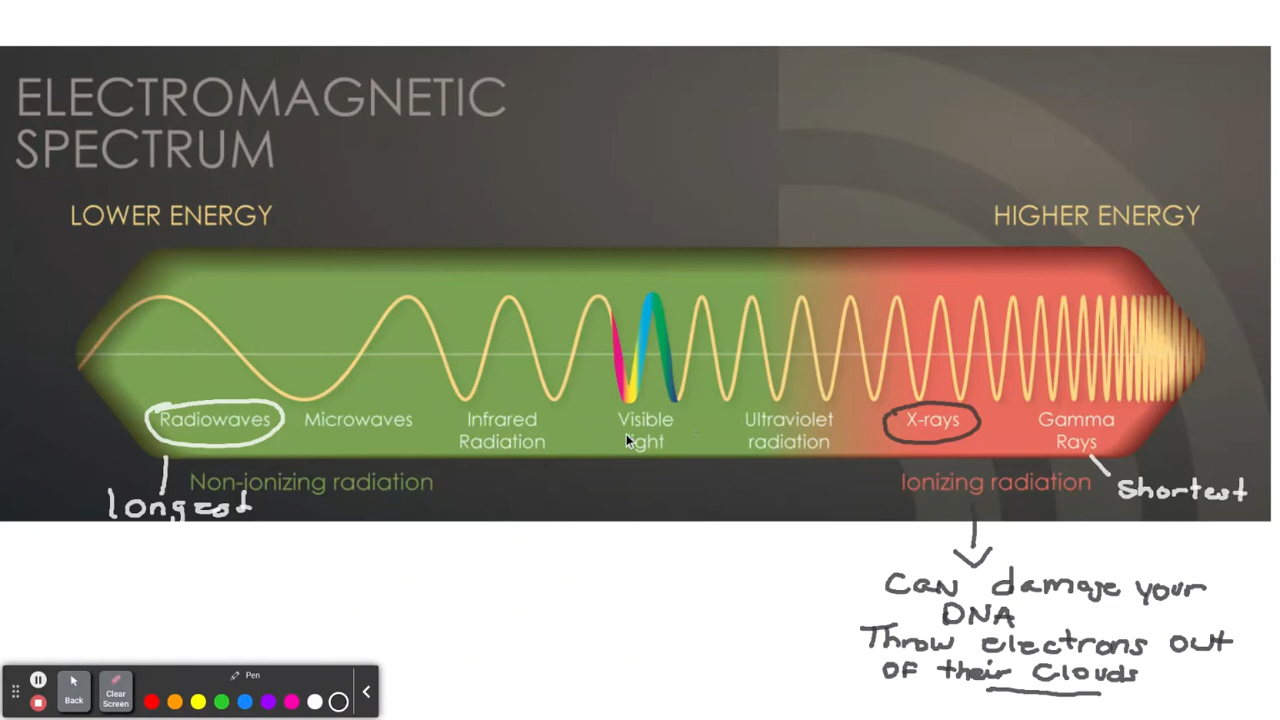 ELECTROMAGNETIC
SPECTRUM
LOWER ENERGY
HIGHER ENERGY
Radiowaves
Microwaves
Infrared
Radiation
Visible
light
Ultraviolet
radiation
X-rays
Gamma
Rays
Non-ionizing radiation
Ionizing radiation
longest
shortest
Can damage your
DNA
Throw electrons out
OF their Clouds
Pen
Back
Clear
Screen